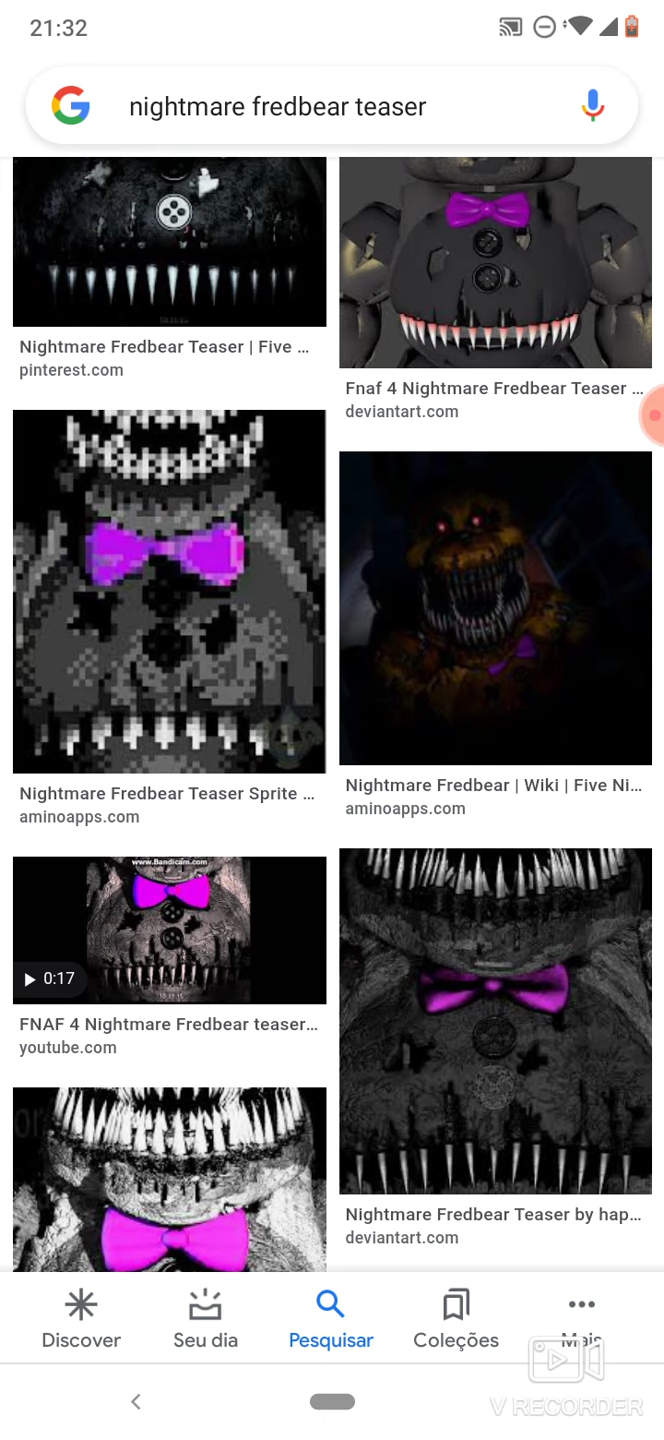 21:32
nightmare fredbear teaser
Nightmare Fredbear Teaser | Five ...
pinterest.com
Fnaf 4 Nightmare Fredbear Teaser ...
deviantart.com
Nightmare Fredbear Teaser Sprite ...
aminoapps.com
Nightmare Fredbear | Wiki | Five Ni...
aminoapps.com
www.Bandicam.com
0:17
FNAF 4 Nightmare Fredbear teaser...
youtube.com
Nightmare Fredbear Teaser by hap...
deviantart.com
Discover
Seu dia
Pesquisar
Coleções
Mais
V RECORDER